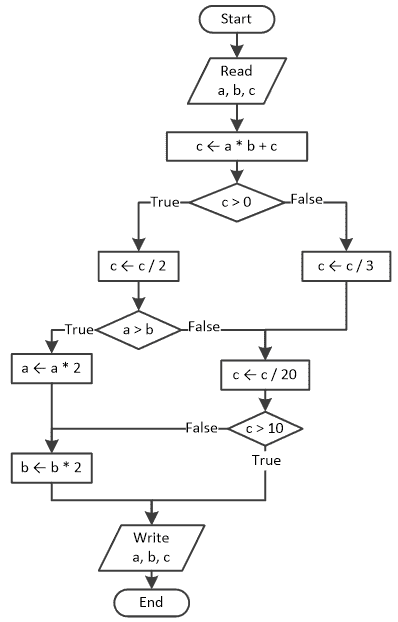 Start
Read
a, b, c
c ← a * b + c
True
c > 0
False
c ← c / 2
c ← c / 3
True
a > b
False
a ← a * 2
c ← c / 20
False
c > 10
True
b ← b * 2
Write
a, b, c
End